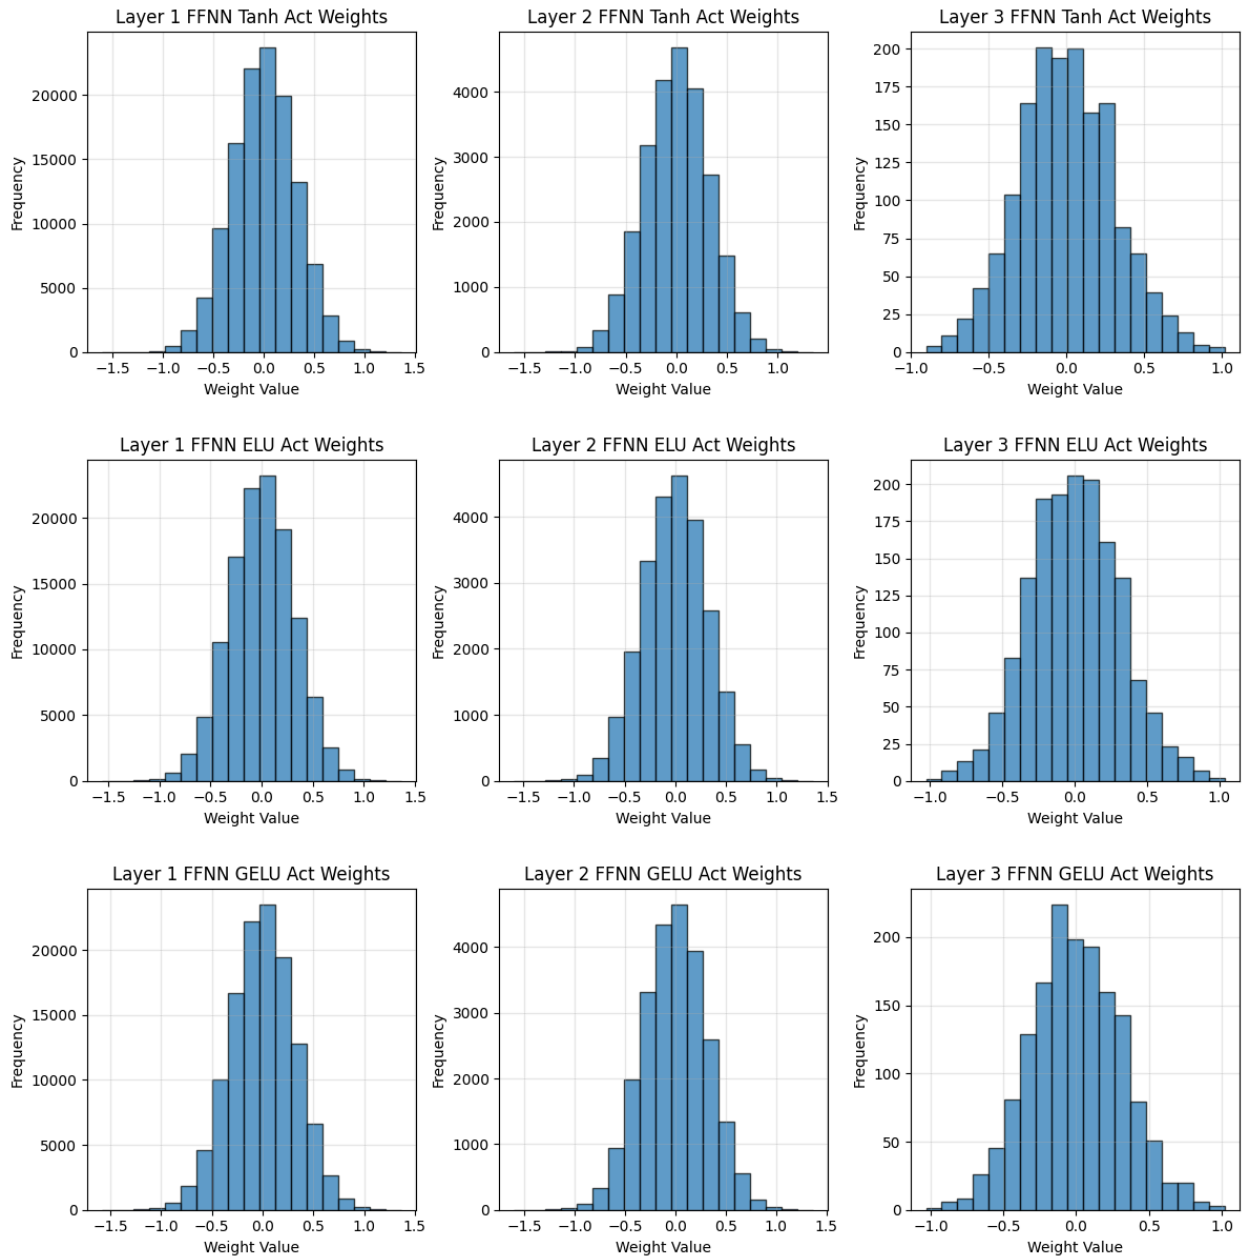 Layer 1 FFNN Tanh Act Weights
Frequency
20000
15000
10000
5000
0
−1.5 −1.0 −0.5 0.0 0.5 1.0 1.5
Weight Value
Layer 2 FFNN Tanh Act Weights
Frequency
4000
3000
2000
1000
0
−1.5 −1.0 −0.5 0.0 0.5 1.0
Weight Value
Layer 3 FFNN Tanh Act Weights
Frequency
200
175
150
125
100
75
50
25
0
−1.0 −0.5 0.0 0.5 1.0
Weight Value
Layer 1 FFNN ELU Act Weights
Frequency
20000
15000
10000
5000
0
−1.5 −1.0 −0.5 0.0 0.5 1.0 1.5
Weight Value
Layer 2 FFNN ELU Act Weights
Frequency
4000
3000
2000
1000
0
−1.5 −1.0 −0.5 0.0 0.5 1.0 1.5
Weight Value
Layer 3 FFNN ELU Act Weights
Frequency
200
175
150
125
100
75
50
25
0
−1.0 −0.5 0.0 0.5 1.0
Weight Value
Layer 1 FFNN GELU Act Weights
Frequency
20000
15000
10000
5000
0
−1.5 −1.0 −0.5 0.0 0.5 1.0 1.5
Weight Value
Layer 2 FFNN GELU Act Weights
Frequency
4000
3000
2000
1000
0
−1.5 −1.0 −0.5 0.0 0.5 1.0 1.5
Weight Value
Layer 3 FFNN GELU Act Weights
Frequency
200
150
100
50
0
−1.0 −0.5 0.0 0.5 1.0
Weight Value